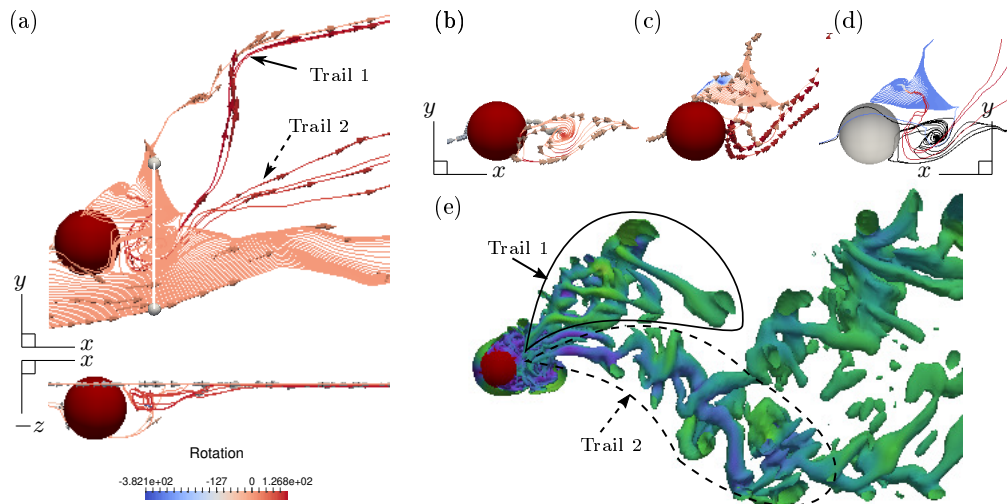 (a)
Trail 1
Trail 2
y
x
x
−z
Rotation
-3.821e+02 -127 0 1.268e+02
(b)
y
x
(c)
(d)
y
x
(e)
Trail 1
Trail 2